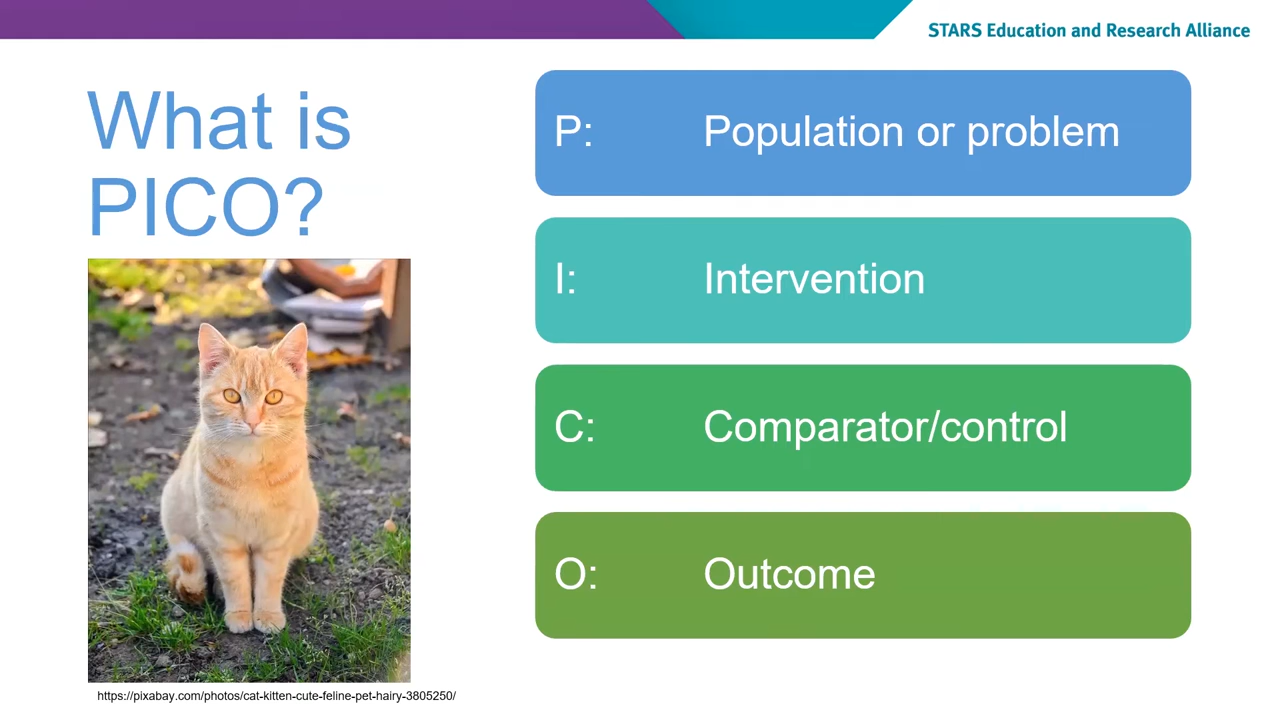 STARS Education and Research Alliance
What is
PICO?
P: Population or problem
I: Intervention
C: Comparator/control
O: Outcome
https://pixabay.com/photos/cat-kitten-cute-feline-pet-hairy-3805250/